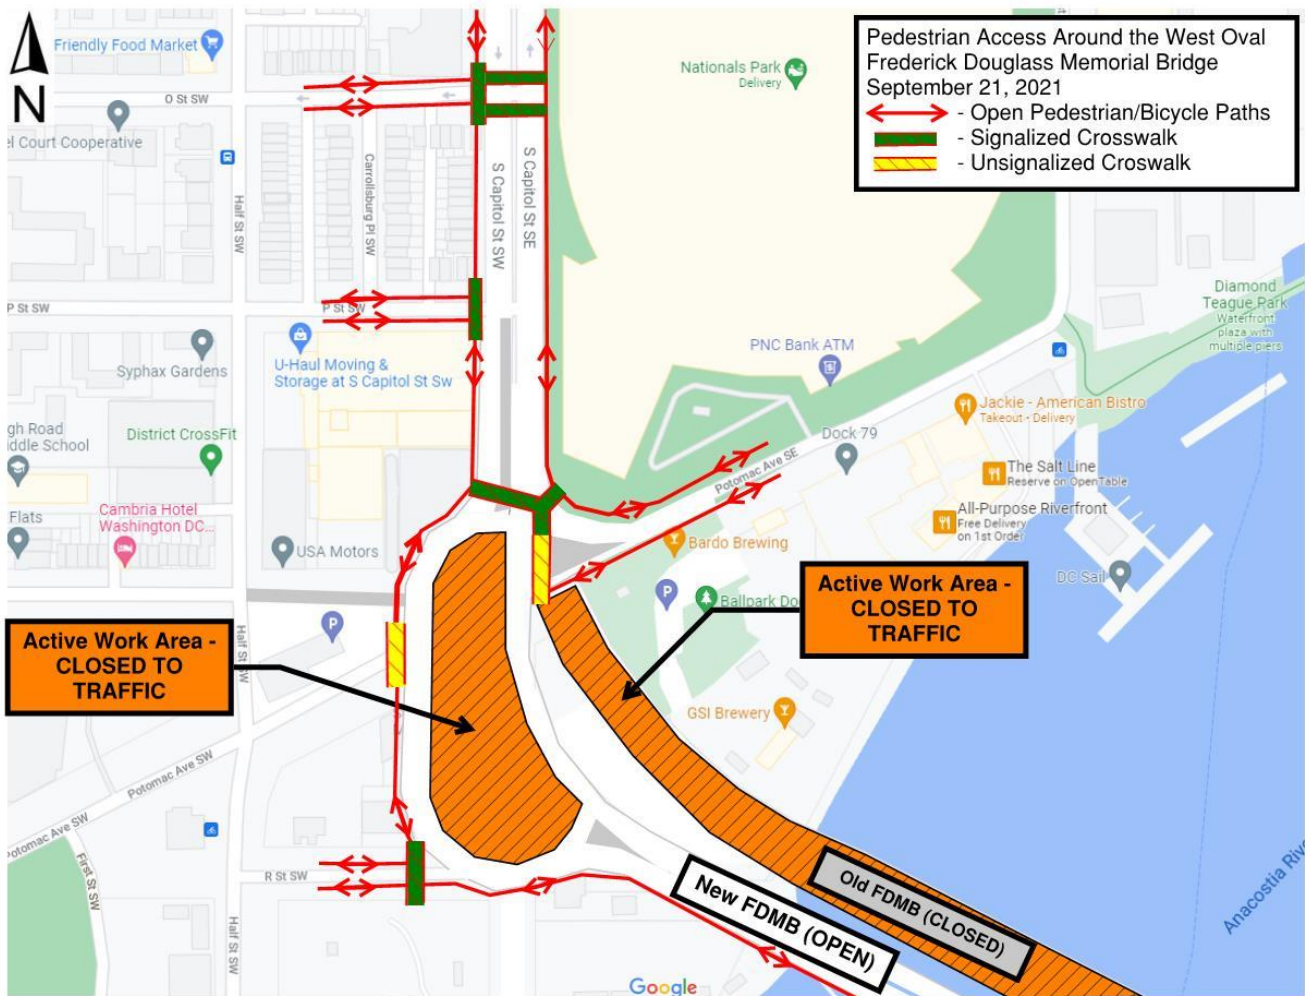 Pedestrian Access Around the West Oval
Frederick Douglass Memorial Bridge
September 21, 2021
- Open Pedestrian/Bicycle Paths
- Signalized Crosswalk
- Unsignalized Croswalk
N
Friendly Food Market
O St SW
el Court Cooperative
Nationals Park
Delivery
Half St SW
Carrollsburg Pl SW
S Capitol St SW
S Capitol St SE
P St SW
P St SW
Syphax Gardens
U-Haul Moving &
Storage at S Capitol St Sw
PNC Bank ATM
Diamond
Teague Park
Waterfront
plaza with
multiple piers
gh Road
iddle School
District CrossFit
Jackie - American Bistro
Takeout - Delivery
Dock 79
Potomac Ave SE
The Salt Line
Reserve on OpenTable
Flats
Cambria Hotel
Washington DC...
All-Purpose Riverfront
Free Delivery
on 1st Order
USA Motors
Bardo Brewing
DC Sail
P
P
Ballpark Do
Active Work Area -
CLOSED TO
TRAFFIC
Active Work Area -
CLOSED TO
TRAFFIC
Half St SW
GSI Brewery
Potomac Ave SW
Potomac Ave SW
First St SW
R St SW
Half St SW
New FDMB (OPEN)
Old FDMB (CLOSED)
Anacostia Rive
Google